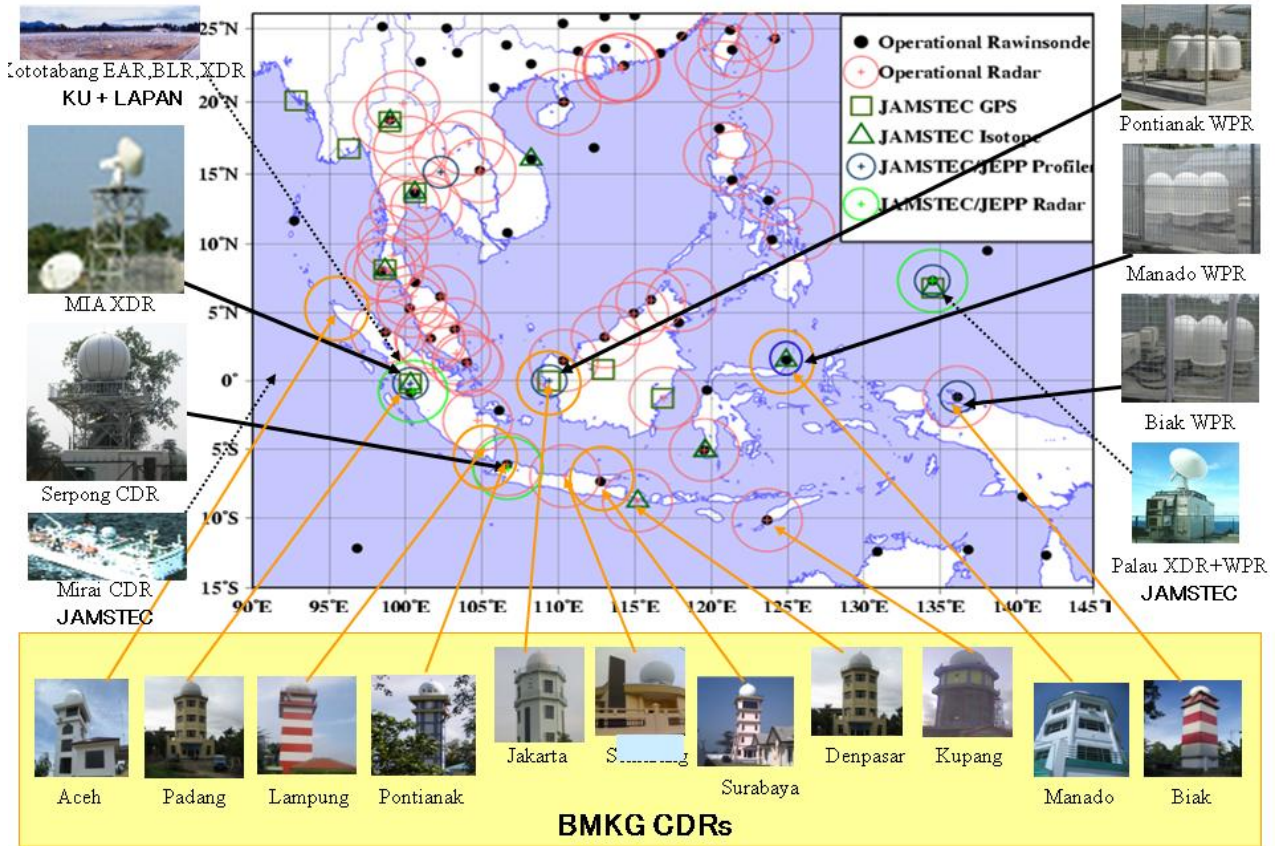 Kototabang EAR,BLR,XDR
KU + LAPAN
MIA XDR
Serpong CDR
Mirai CDR
JAMSTEC
25°N
20°N
15°N
10°N
5°N
0°
5°S
10°S
15°S
90°E 95°E 100°E 105°E 110°E 115°E 120°E 125°E 130°E 135°E 140°E 145°E
Operational Rawinsonde
Operational Radar
JAMSTEC GPS
JAMSTEC Isotope
JAMSTEC/JEPP Profiler
JAMSTEC/JEPP Radar
Pontianak WPR
Manado WPR
Biak WPR
Palau XDR+WPR
JAMSTEC
Aceh
Padang
Lampung
Pontianak
Jakarta
Surabaya
Denpasar
Kupang
Manado
Biak
BMKG CDRs